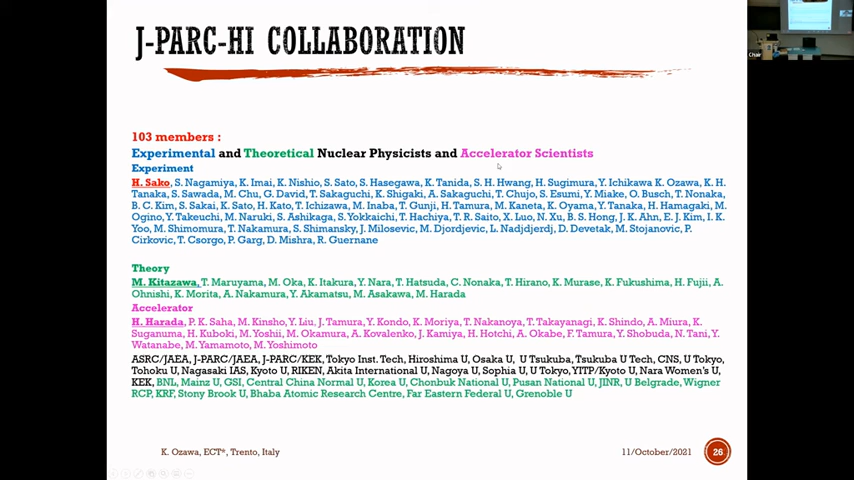 J-PARC-HI COLLABORATION
Chair
103 members :
Experimental and Theoretical Nuclear Physicists and Accelerator Scientists
Experiment
H. Sako, S. Nagamiya, K. Imai, K. Nishio, S. Sato, S. Hasegawa, K. Tanida, S. H. Hwang, H. Sugimura, Y. Ichikawa K. Ozawa, K. H.
Tanaka, S. Sawada, M. Chu, G. David, T. Sakaguchi, K. Shigaki, A. Sakaguchi, T. Chujo, S. Esumi, Y. Miake, O. Busch, T. Nonaka,
B. C. Kim, S. Sakai, K. Sato, H. Kato, T. Ichizawa, M. Inaba, T. Gunji, H. Tamura, M. Kaneta, K. Oyama, Y. Tanaka, H. Hamagaki, M.
Ogino, Y. Takeuchi, M. Naruki, S. Ashikaga, S. Yokkaichi, T. Hachiya, T. R. Saito, X. Luo, N. Xu, B. S. Hong, J. K. Ahn, E. J. Kim, I. K.
Yoo, M. Shimomura, T. Nakamura, S. Shimansky, J. Milosevic, M. Djordjevic, L. Nadjdjerdj, D. Devetak, M. Stojanovic, P.
Cirkovic, T. Csorgo, P. Garg, D. Mishra, R. Guernane
Theory
M. Kitazawa, T. Maruyama, M. Oka, K. Itakura, Y. Nara, T. Hatsuda, C. Nonaka, T. Hirano, K. Murase, K. Fukushima, H. Fujii, A.
Ohnishi, K. Morita, A. Nakamura, Y. Akamatsu, M. Asakawa, M. Harada
Accelerator
H. Harada, P. K. Saha, M. Kinsho, Y. Liu, J. Tamura, Y. Kondo, K. Moriya, T. Nakanoya, T. Takayanagi, K. Shindo, A. Miura, K.
Suganuma, H. Kuboki, M. Yoshii, M. Okamura, A. Kovalenko, J. Kamiya, H. Hotchi, A. Okabe, F. Tamura, Y. Shobuda, N. Tani, Y.
Watanabe, M. Yamamoto, M. Yoshimoto
ASRC/JAEA, J-PARC/JAEA, J-PARC/KEK, Tokyo Inst. Tech, Hiroshima U, Osaka U, U Tsukuba, Tsukuba U Tech, CNS, U Tokyo,
Tohoku U, Nagasaki IAS, Kyoto U, RIKEN, Akita International U, Nagoya U, Sophia U, U Tokyo, YITP/Kyoto U, Nara Women's U,
KEK, BNL, Mainz U, GSI, Central China Normal U, Korea U, Chonbuk National U, Pusan National U, JINR, U Belgrade, Wigner
RCP, KRF, Stony Brook U, Bhaba Atomic Research Centre, Far Eastern Federal U, Grenoble U
K. Ozawa, ECT*, Trento, Italy
11/October/2021
26